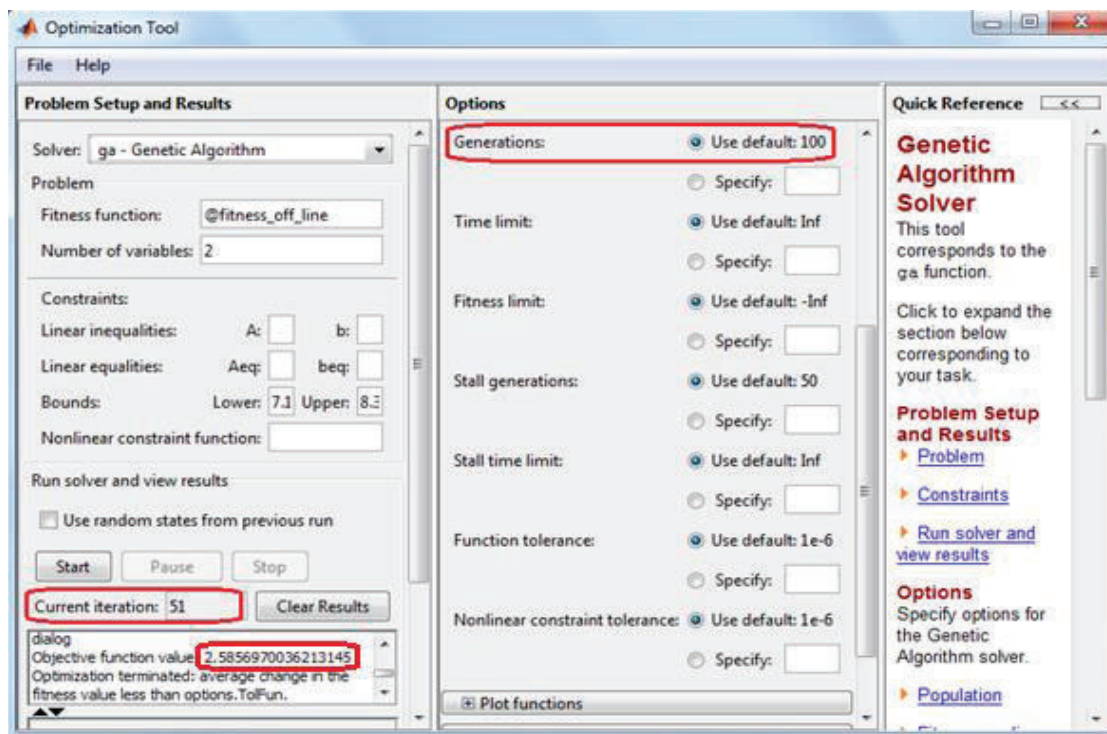 Optimization Tool
File Help
Problem Setup and Results
Solver: ga - Genetic Algorithm
Problem
Fitness function: @fitness_off_line
Number of variables: 2
Constraints:
Linear inequalities: A: b:
Linear equalities: Aeq: beq:
Bounds: Lower: 7.1 Upper: 8.3
Nonlinear constraint function:
Run solver and view results
Use random states from previous run
Start Pause Stop
Current iteration: 51 Clear Results
dialog
Objective function value: 2.5856970036213145
Optimization terminated: average change in the
fitness value less than options.TolFun.
Options
Generations: Use default: 100
Specify:
Time limit: Use default: Inf
Specify:
Fitness limit: Use default: -Inf
Specify:
Stall generations: Use default: 50
Specify:
Stall time limit: Use default: Inf
Specify:
Function tolerance: Use default: 1e-6
Specify:
Nonlinear constraint tolerance: Use default: 1e-6
Specify:
Plot functions
Quick Reference <<
Genetic
Algorithm
Solver
This tool
corresponds to the
ga function.
Click to expand the
section below
corresponding to
your task.
Problem Setup
and Results
Problem
Constraints
Run solver and
view results
Options
Specify options for
the Genetic
Algorithm solver.
Population